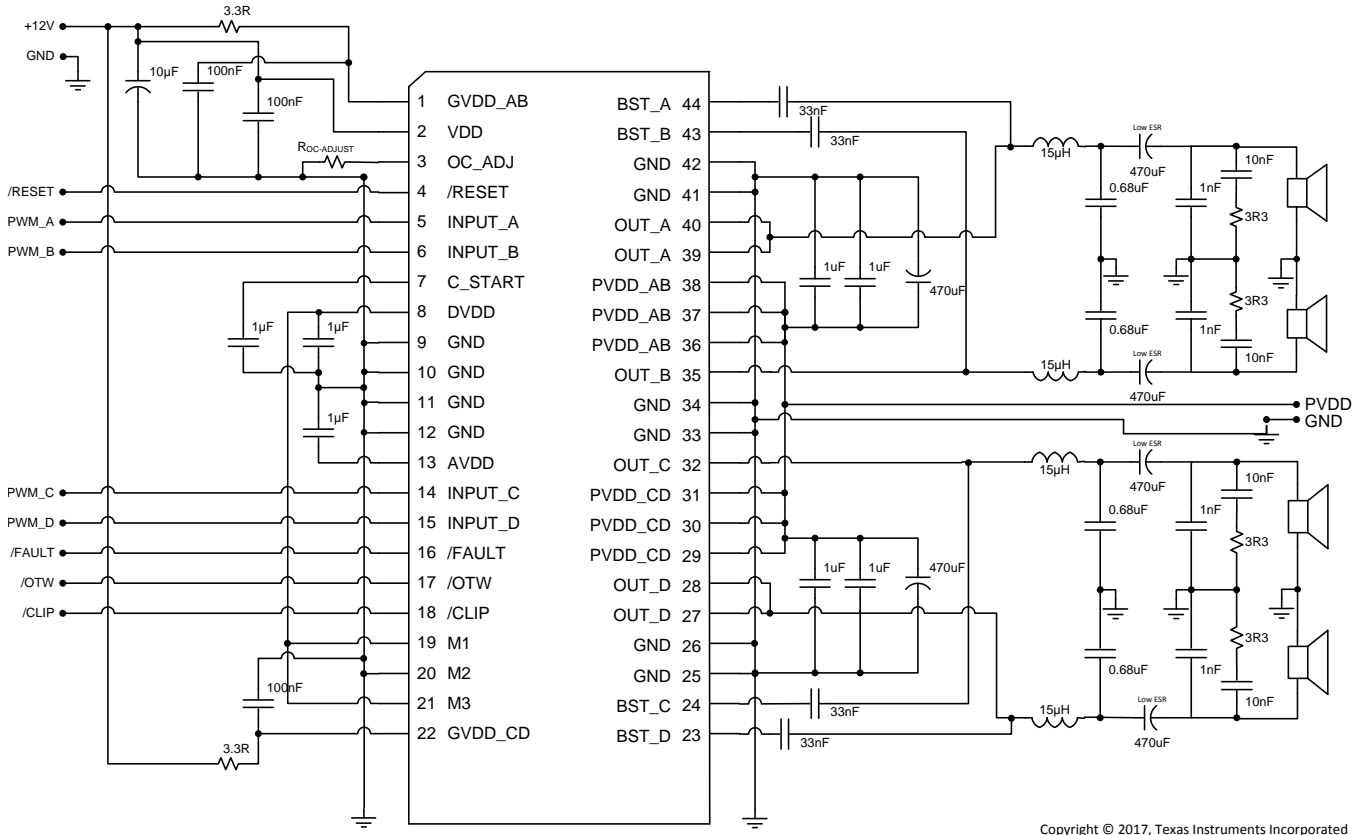 3.3R
+12V
GND
10µF
100nF
100nF
R OC-ADJUST
/RESET
PWM_A
PWM_B
1µF
1µF
1µF
PWM_C
PWM_D
/FAULT
/OTW
/CLIP
100nF
3.3R
1 GVDD_AB
2 VDD
3 OC_ADJ
4 /RESET
5 INPUT_A
6 INPUT_B
7 C_START
8 DVDD
9 GND
10 GND
11 GND
12 GND
13 AVDD
14 INPUT_C
15 INPUT_D
16 /FAULT
17 /OTW
18 /CLIP
19 M1
20 M2
21 M3
22 GVDD_CD
BST_A 44
BST_B 43
GND 42
GND 41
OUT_A 40
OUT_A 39
PVDD_AB 38
PVDD_AB 37
PVDD_AB 36
OUT_B 35
GND 34
GND 33
OUT_C 32
PVDD_CD 31
PVDD_CD 30
PVDD_CD 29
OUT_D 28
OUT_D 27
GND 26
GND 25
BST_C 24
BST_D 23
33nF
33nF
1uF
1uF
470uF
15µH
Low ESR
470uF
0.68uF
1nF
10nF
3R3
3R3
0.68uF
1nF
10nF
15µH
Low ESR
470uF
PVDD
GND
15µH
Low ESR
470uF
0.68uF
1nF
10nF
3R3
1uF
1uF
470uF
3R3
0.68uF
1nF
10nF
33nF
33nF
15µH
Low ESR
470uF
Copyright © 2017, Texas Instruments Incorporated